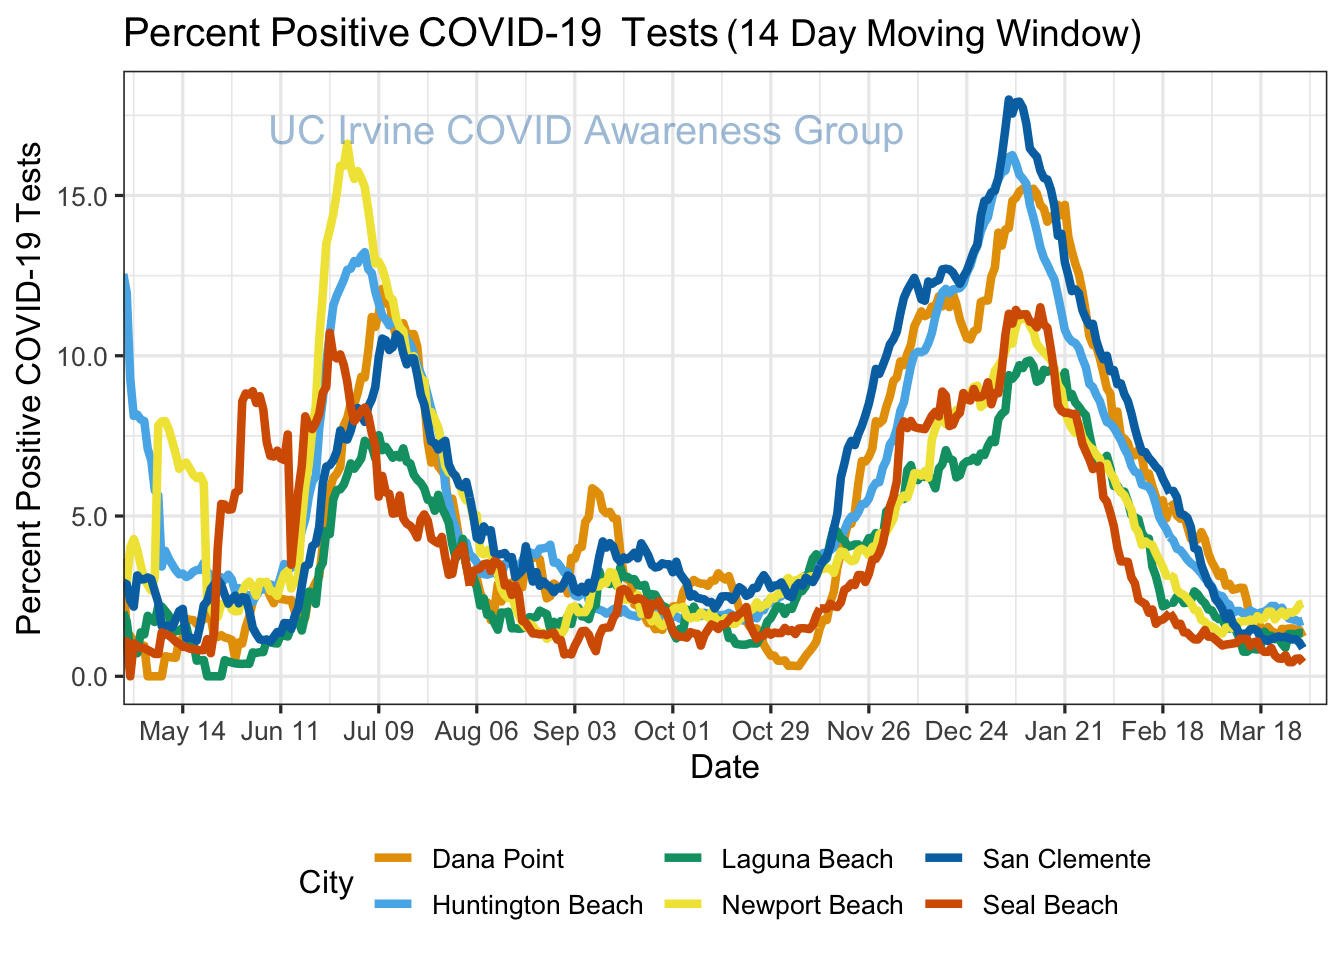 Percent Positive COVID-19 Tests (14 Day Moving Window)
UC Irvine COVID Awareness Group
Percent Positive COVID-19 Tests
15.0
10.0
5.0
0.0
May 14 Jun 11 Jul 09 Aug 06 Sep 03 Oct 01 Oct 29 Nov 26 Dec 24 Jan 21 Feb 18 Mar 18
Date
City
Dana Point Laguna Beach San Clemente
Huntington Beach Newport Beach Seal Beach